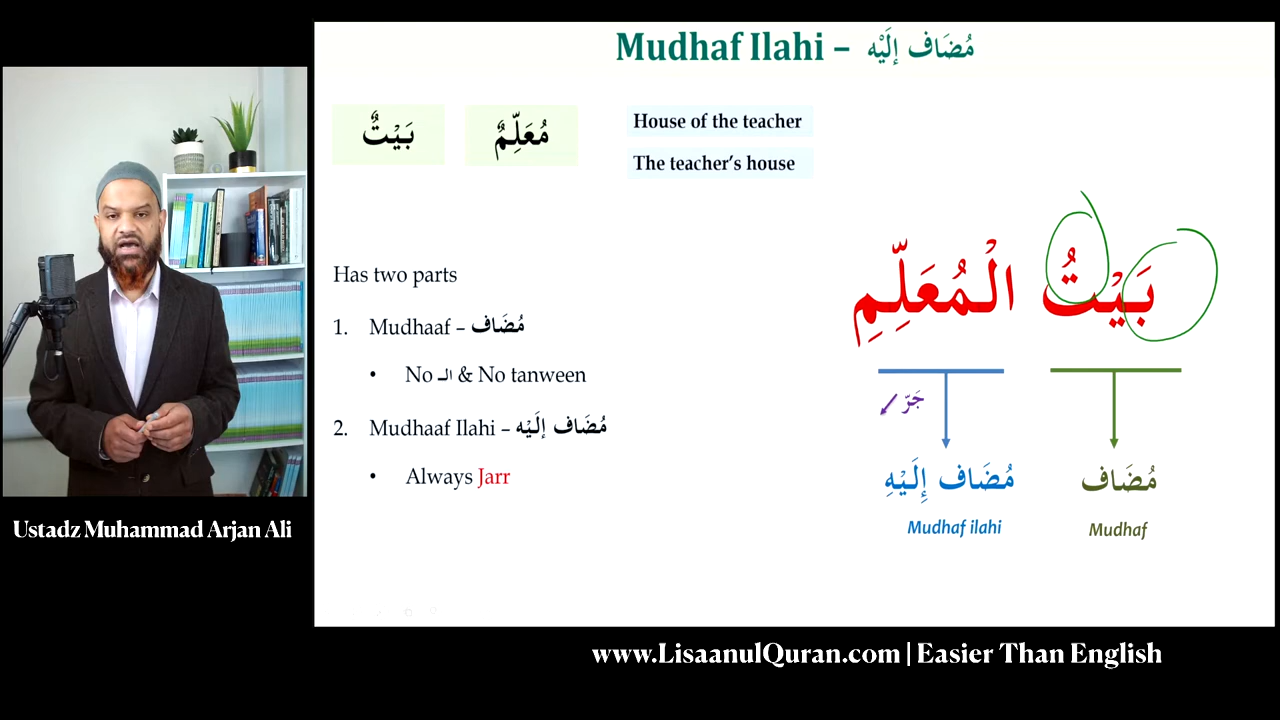 Mudhaf Ilahi – مُضَاف إِلَيْه
بَيْتٌ مُعَلِّمٌ
House of the teacher
The teacher's house
بَيْتُ الْمُعَلِّمِ
Has two parts
1. Mudhaaf – مُضَاف
• No الـ & No tanween
2. Mudhaaf Ilahi – مُضَاف إِلَيْه
• Always Jarr
جَرّ
مُضَاف إِلَيْهِ
Mudhaf ilahi
مُضَاف
Mudhaf
Ustadz Muhammad Arjan Ali
www.LisaanulQuran.com | Easier Than English